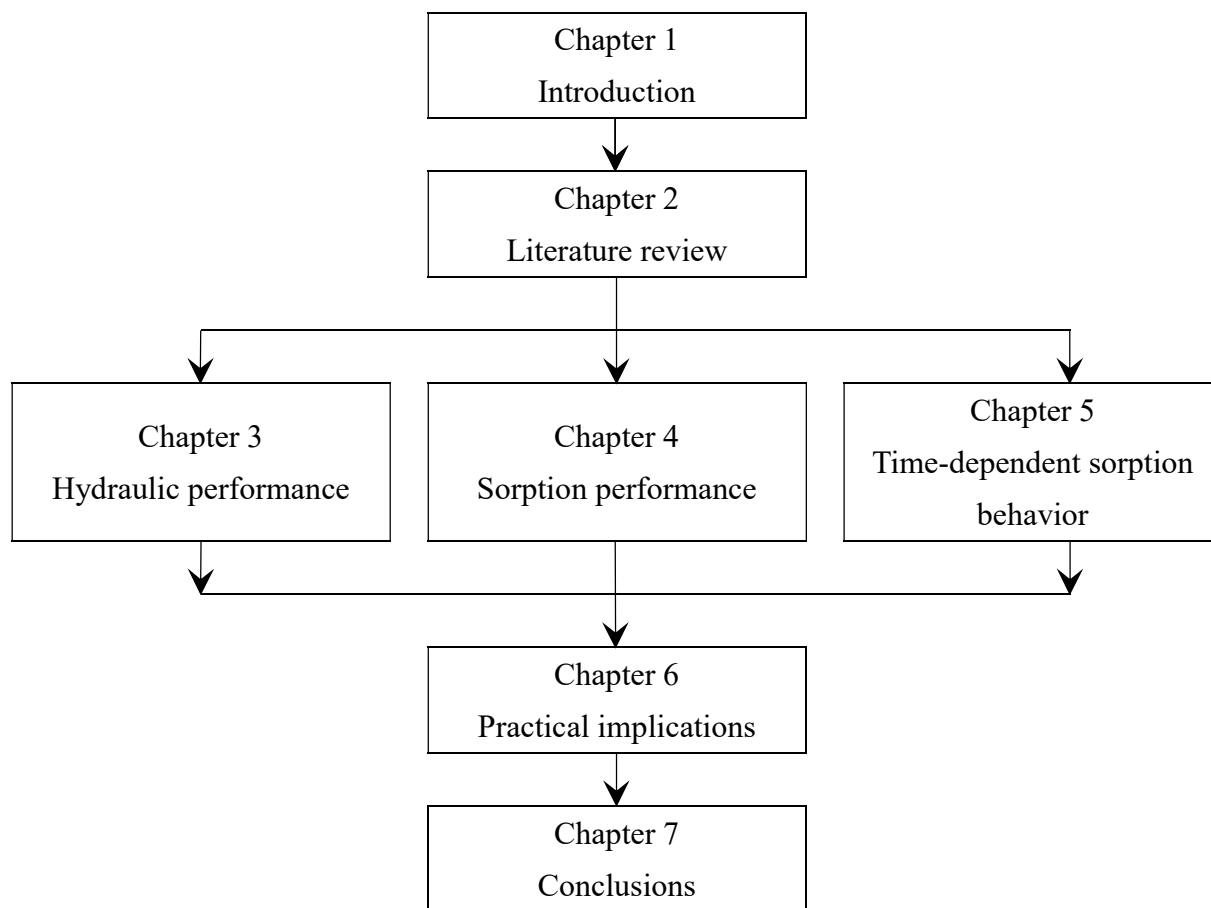 Chapter 1
Introduction
Chapter 2
Literature review
Chapter 3
Hydraulic performance
Chapter 4
Sorption performance
Chapter 5
Time-dependent sorption
behavior
Chapter 6
Practical implications
Chapter 7
Conclusions